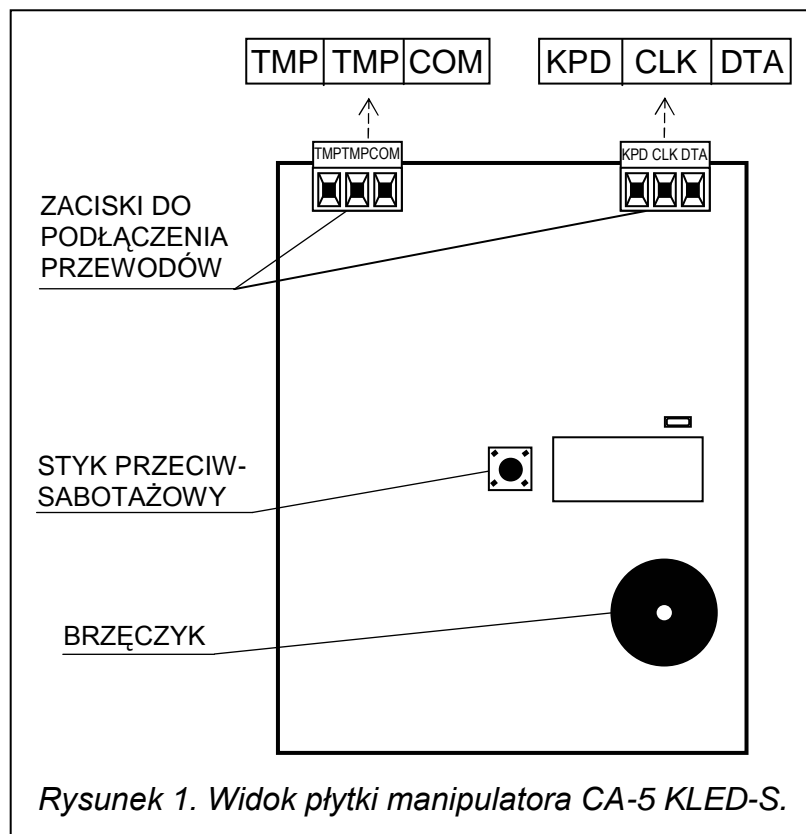 TMP TMP COM KPD CLK DTA
TMPTMPCOM KPD CLK DTA
ZACISKI DO
PODŁĄCZENIA
PRZEWODÓW
STYK PRZECIW-
SABOTAŻOWY
BRZĘCZYK
Rysunek 1. Widok płytki manipulatora CA-5 KLED-S.